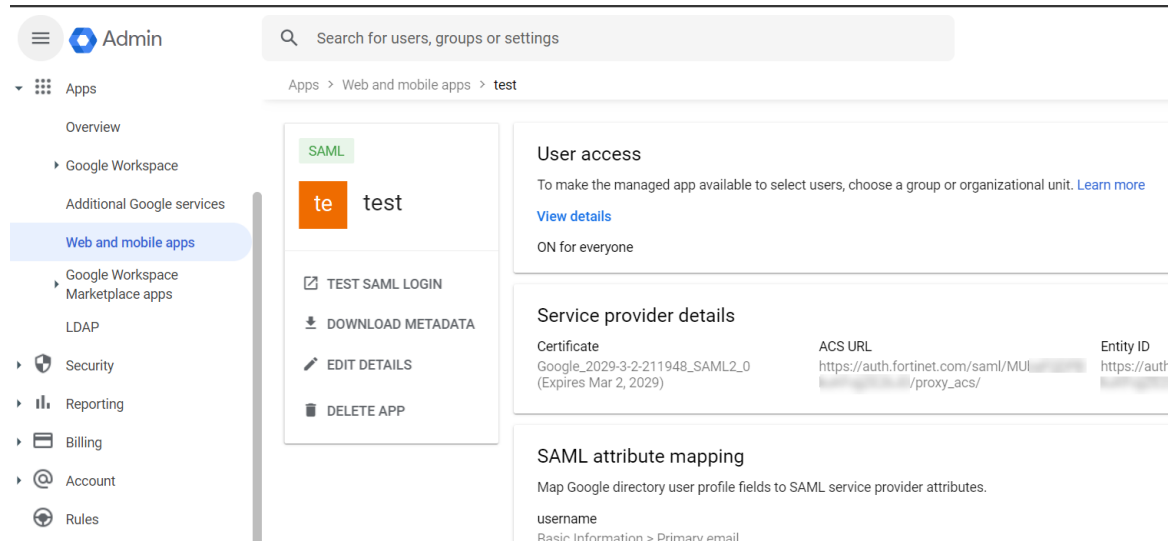 Admin
Search for users, groups or settings
Apps
Overview
Google Workspace
Additional Google services
Web and mobile apps
Google Workspace
Marketplace apps
LDAP
Security
Reporting
Billing
Account
Rules
Apps > Web and mobile apps > test
SAML
te test
TEST SAML LOGIN
DOWNLOAD METADATA
EDIT DETAILS
DELETE APP
User access
To make the managed app available to select users, choose a group or organizational unit. Learn more
View details
ON for everyone
Service provider details
Certificate
Google_2029-3-2-211948_SAML2_0
(Expires Mar 2, 2029)
ACS URL
https://auth.fortinet.com/saml/MU
/proxy_acs/
Entity ID
https://auth
SAML attribute mapping
Map Google directory user profile fields to SAML service provider attributes.
username
Basic Information > Primary email